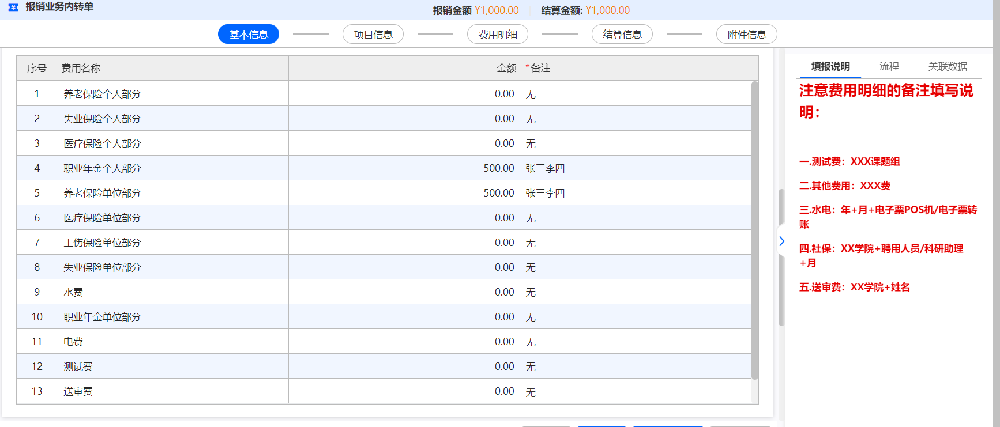 报销业务内转单
报销金额 ¥1,000.00 结算金额: ¥1,000.00
基本信息 项目信息 费用明细 结算信息 附件信息
序号 费用名称 金额 *备注
1 养老保险个人部分 0.00 无
2 失业保险个人部分 0.00 无
3 医疗保险个人部分 0.00 无
4 职业年金个人部分 500.00 张三李四
5 养老保险单位部分 500.00 张三李四
6 医疗保险单位部分 0.00 无
7 工伤保险单位部分 0.00 无
8 失业保险单位部分 0.00 无
9 水费 0.00 无
10 职业年金单位部分 0.00 无
11 电费 0.00 无
12 测试费 0.00 无
13 送审费 0.00 无
填报说明 流程 关联数据
注意费用明细的备注填写说
明：
一.测试费：XXX课题组
二.其他费用：XXX费
三.水电：年+月+电子票POS机/电子票转
账
四.社保：XX学院+聘用人员/科研助理
+月
五.送审费：XX学院+姓名